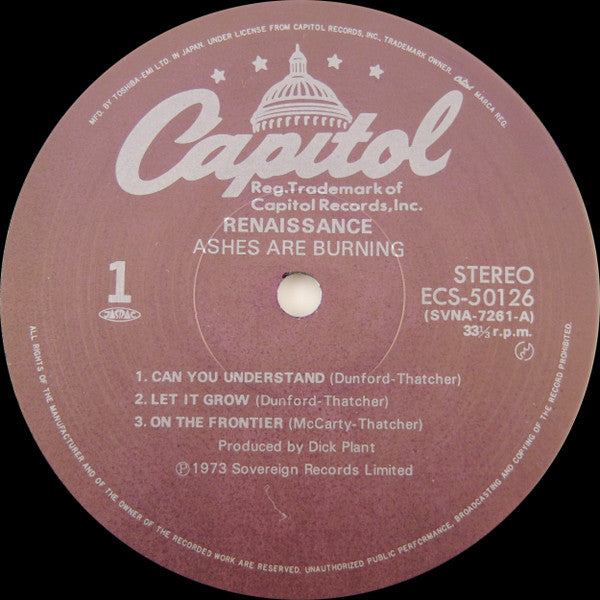 MFD. BY TOSHIBA-EMI LTD. IN JAPAN. UNDER LICENSE FROM CAPITOL RECORDS, INC., TRADEMARK OWNER. Capitol MARCA REG.
Capitol
Reg.Trademark of
Capitol Records, Inc.
RENAISSANCE
ASHES ARE BURNING
1
JASRAC
STEREO
ECS-50126
(SVNA-7261-A)
33⅓ r.p.m.
1. CAN YOU UNDERSTAND (Dunford-Thatcher)
2. LET IT GROW (Dunford-Thatcher)
3. ON THE FRONTIER (McCarty-Thatcher)
Produced by Dick Plant
Ⓟ1973 Sovereign Records Limited
ALL RIGHTS OF THE MANUFACTURER AND OF THE OWNER OF THE RECORDED WORK ARE RESERVED. UNAUTHORIZED PUBLIC PERFORMANCE, BROADCASTING AND COPYING OF THE RECORD PROHIBITED.